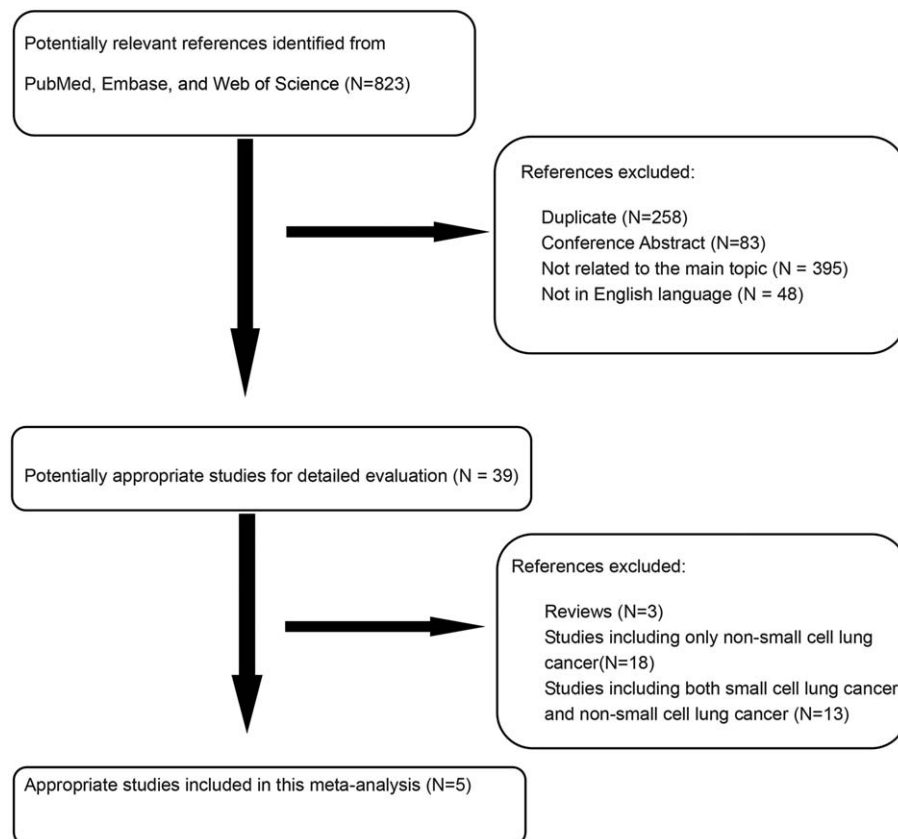 Potentially relevant references identified from
PubMed, Embase, and Web of Science (N=823)
References excluded:
Duplicate (N=258)
Conference Abstract (N=83)
Not related to the main topic (N = 395)
Not in English language (N = 48)
Potentially appropriate studies for detailed evaluation (N = 39)
References excluded:
Reviews (N=3)
Studies including only non-small cell lung
cancer(N=18)
Studies including both small cell lung cancer
and non-small cell lung cancer (N=13)
Appropriate studies included in this meta-analysis (N=5)